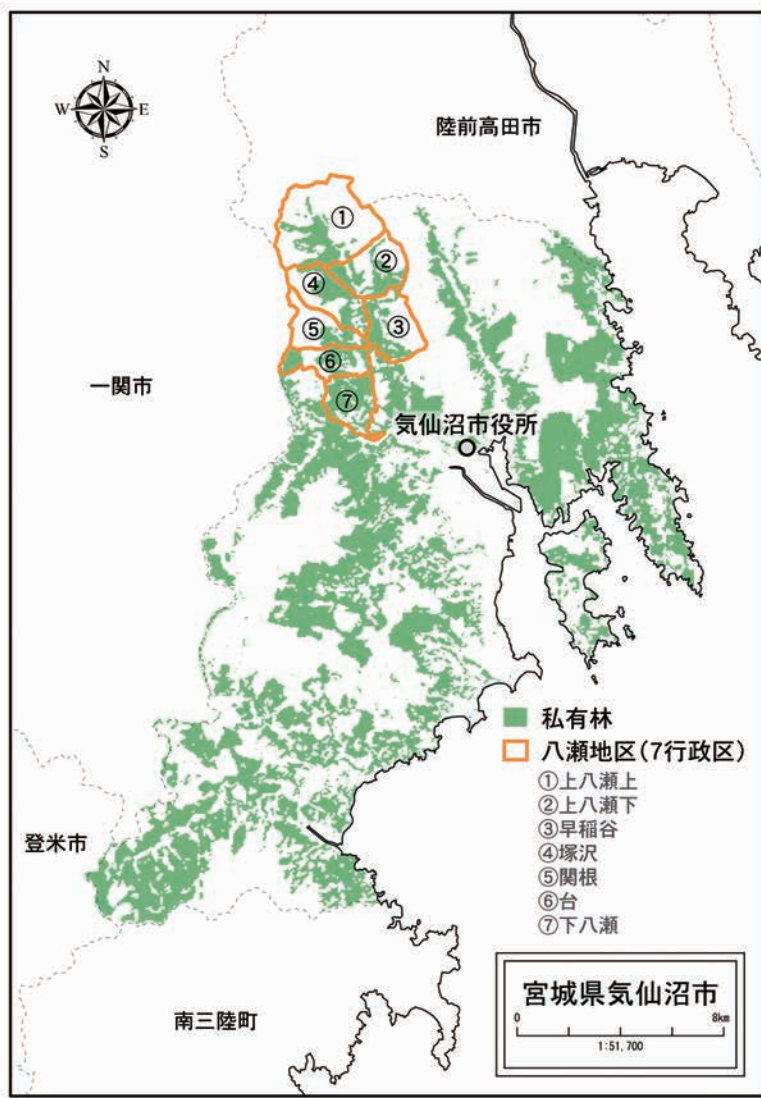 N
W
E
S
陸前高田市
①
②
④
③
⑤
⑥
一関市
⑦
気仙沼市役所
私有林
八瀬地区(7行政区)
①上八瀬上
②上八瀬下
③早稲谷
④塚沢
⑤関根
⑥台
⑦下八瀬
登米市
南三陸町
宮城県気仙沼市
0 8km
1:51,700